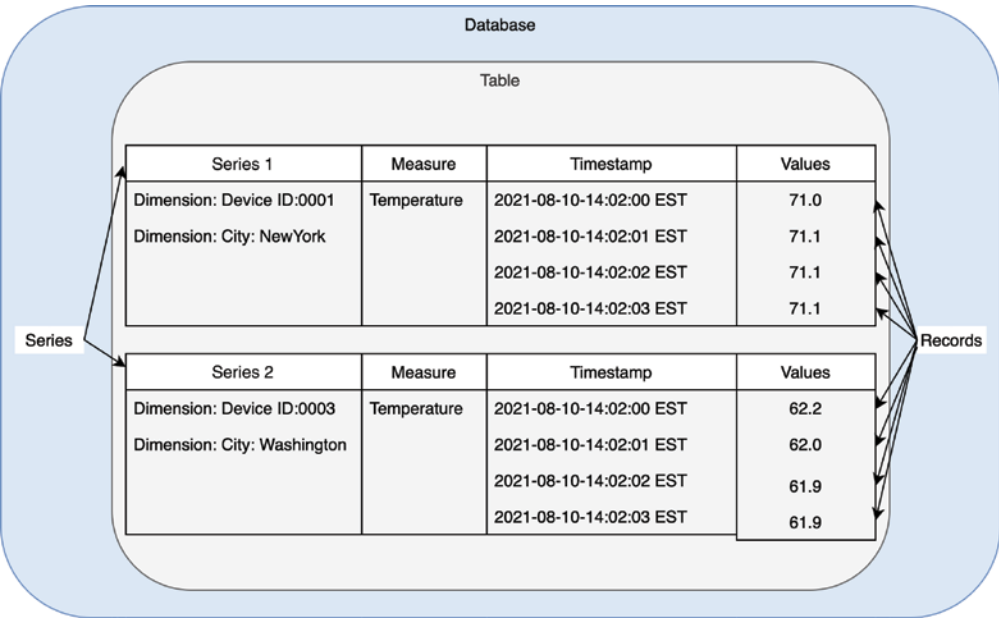 Database
Table
Series 1 Measure Timestamp Values
Dimension: Device ID:0001 Temperature 2021-08-10-14:02:00 EST 71.0
Dimension: City: NewYork 2021-08-10-14:02:01 EST 71.1
2021-08-10-14:02:02 EST 71.1
2021-08-10-14:02:03 EST 71.1
Series
Records
Series 2 Measure Timestamp Values
Dimension: Device ID:0003 Temperature 2021-08-10-14:02:00 EST 62.2
Dimension: City: Washington 2021-08-10-14:02:01 EST 62.0
2021-08-10-14:02:02 EST 61.9
2021-08-10-14:02:03 EST 61.9